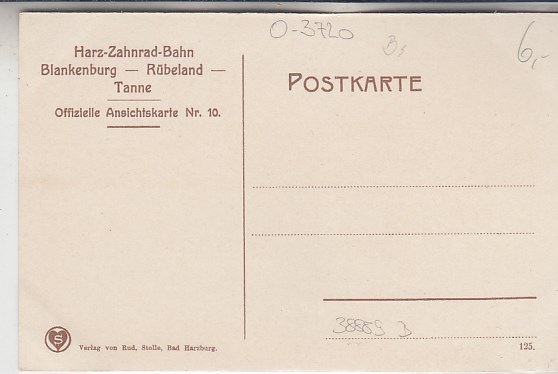 O-3720
6,-
Harz-Zahnrad-Bahn
Blankenburg — Rübeland —
Tanne
Offizielle Ansichtskarte Nr. 10.
POSTKARTE
38889 B
S
Verlag von Rud. Stolle, Bad Harzburg.
125.